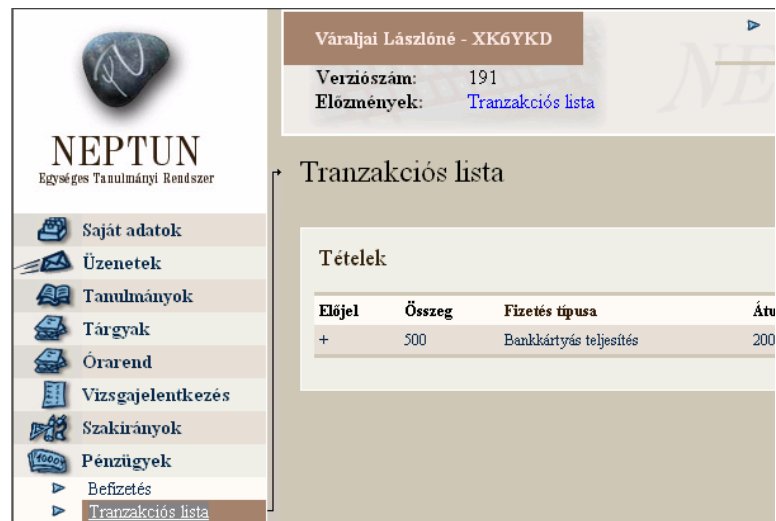 Váraljai Lászlóné - XK6YKD
Verziószám: 191
Előzmények: Tranzakciós lista
NEPTUN
Egységes Tanulmányi Rendszer
Tranzakciós lista
Saját adatok
Üzenetek
Tanulmányok
Tárgyak
Órarend
Vizsgajelentkezés
Szakirányok
Pénzügyek
Befizetés
Tranzakciós lista
Tételek
Előjel Összeg Fizetés típusa
+ 500 Bankkártyás teljesítés